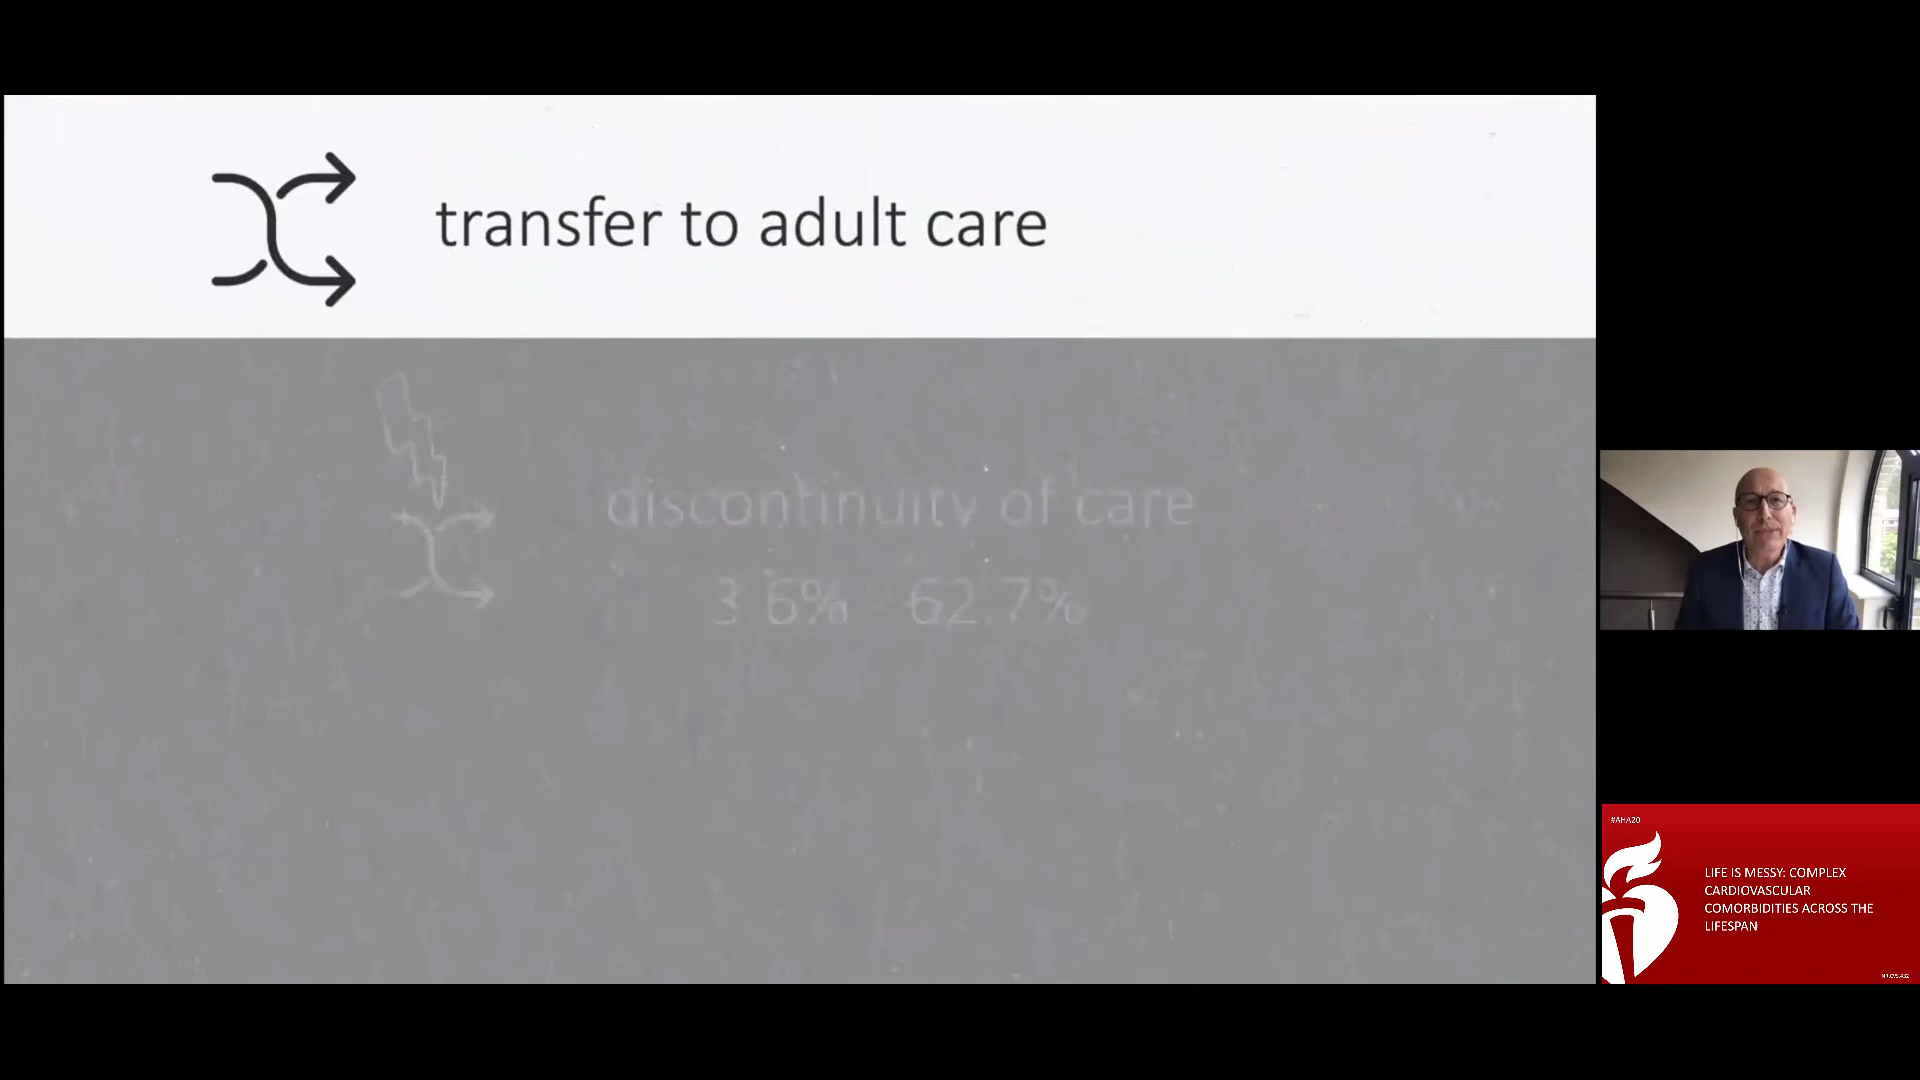 transfer to adult care
discontinuity of care
3.6% - 62.7%
#AHA20
LIFE IS MESSY: COMPLEX
CARDIOVASCULAR
COMORBIDITIES ACROSS THE
LIFESPAN